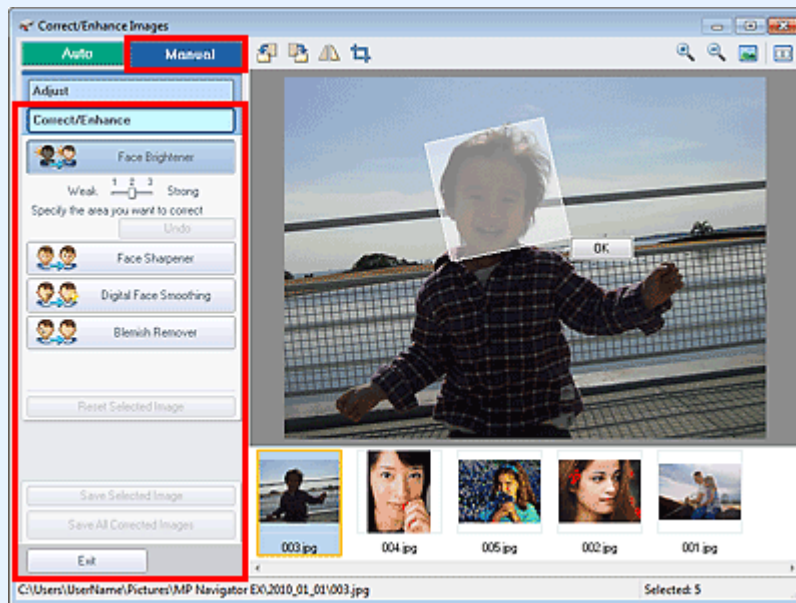 Correct/Enhance Images
Auto Manual
Adjust
Correct/Enhance
Face Brightener
1 2 3
Weak Strong
Specify the area you want to correct
Undo
Face Sharpener
Digital Face Smoothing
Blemish Remover
Reset Selected Image
Save Selected Image
Save All Corrected Images
Exit
OK
003.jpg 004.jpg 005.jpg 002.jpg 001.jpg
C:\Users\UserName\Pictures\MP Navigator EX\2010_01_01\003.jpg Selected: 5